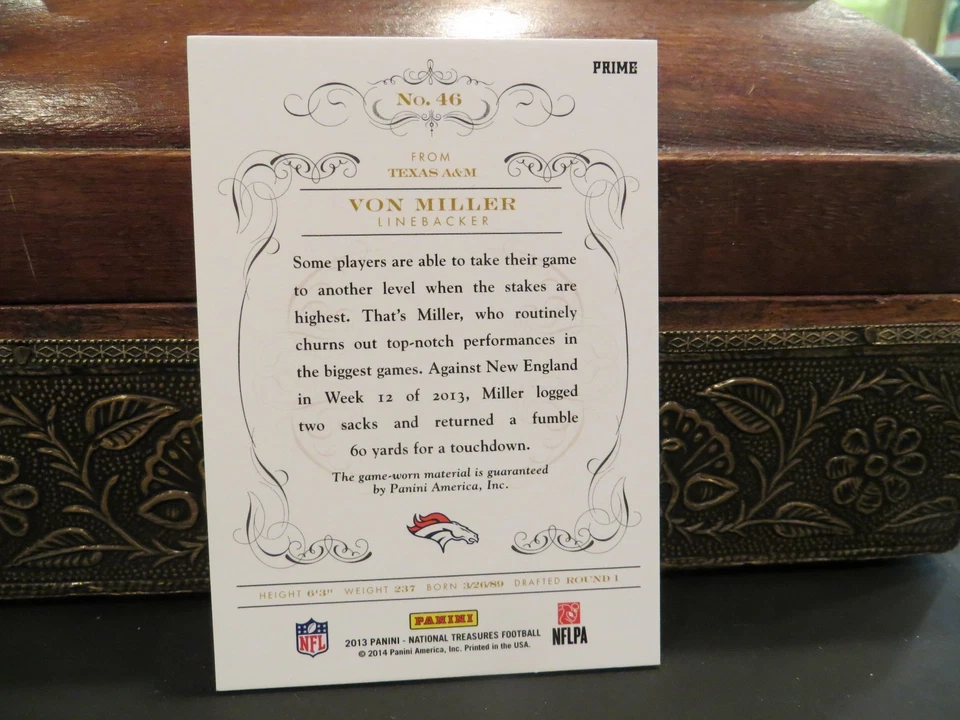 PRIME
No. 46
FROM
TEXAS A&M
VON MILLER
LINEBACKER
Some players are able to take their game
to another level when the stakes are
highest. That's Miller, who routinely
churns out top-notch performances in
the biggest games. Against New England
in Week 12 of 2013, Miller logged
two sacks and returned a fumble
60 yards for a touchdown.
The game-worn material is guaranteed
by Panini America, Inc.
HEIGHT 6'3" WEIGHT 237 BORN 3/26/89 DRAFTED ROUND 1
NFL
PANINI
2013 PANINI - NATIONAL TREASURES FOOTBALL
© 2014 Panini America, Inc. Printed in the USA.
NFLPA